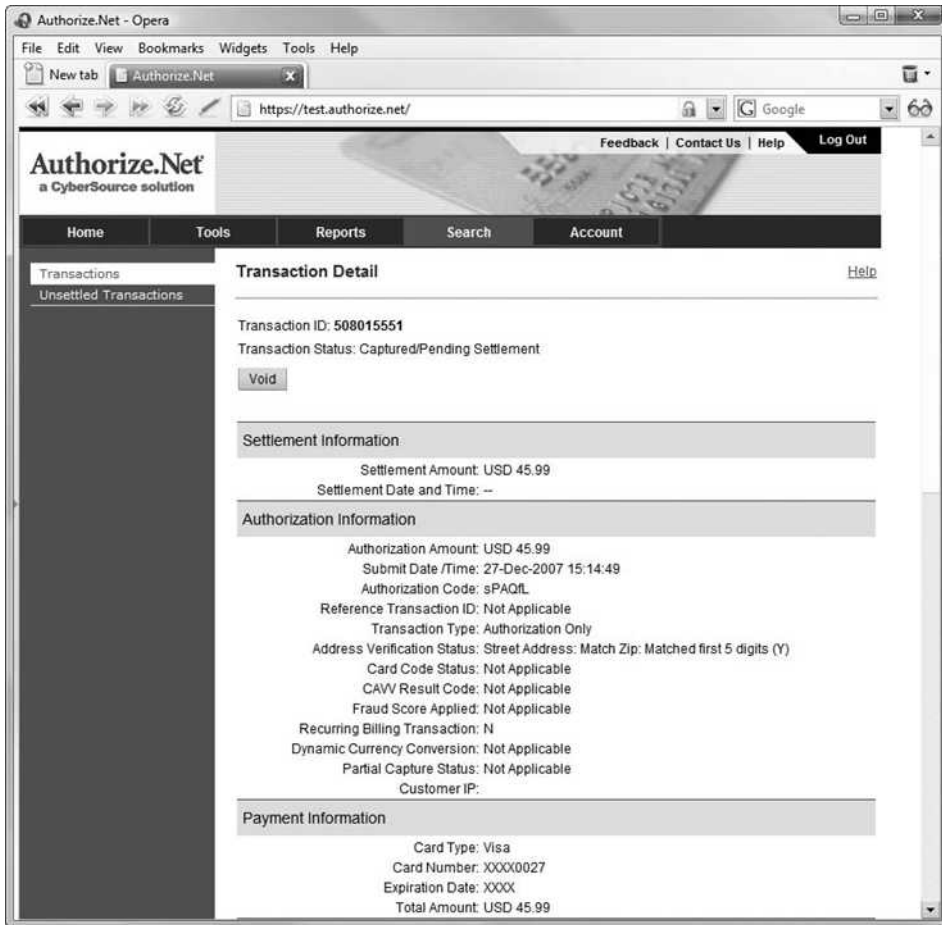 Authorize.Net - Opera
File Edit View Bookmarks Widgets Tools Help
New tab Authorize.Net
https://test.authorize.net/ Google
Feedback | Contact Us | Help Log Out
Authorize.Net
a CyberSource solution
Home Tools Reports Search Account
Transactions
Unsettled Transactions
Transaction Detail Help
Transaction ID: 508015551
Transaction Status: Captured/Pending Settlement
Void
Settlement Information
Settlement Amount: USD 45.99
Settlement Date and Time: --
Authorization Information
Authorization Amount: USD 45.99
Submit Date /Time: 27-Dec-2007 15:14:49
Authorization Code: sPAQfL
Reference Transaction ID: Not Applicable
Transaction Type: Authorization Only
Address Verification Status: Street Address: Match Zip: Matched first 5 digits (Y)
Card Code Status: Not Applicable
CAVV Result Code: Not Applicable
Fraud Score Applied: Not Applicable
Recurring Billing Transaction: N
Dynamic Currency Conversion: Not Applicable
Partial Capture Status: Not Applicable
Customer IP:
Payment Information
Card Type: Visa
Card Number: XXXX0027
Expiration Date: XXXX
Total Amount: USD 45.99